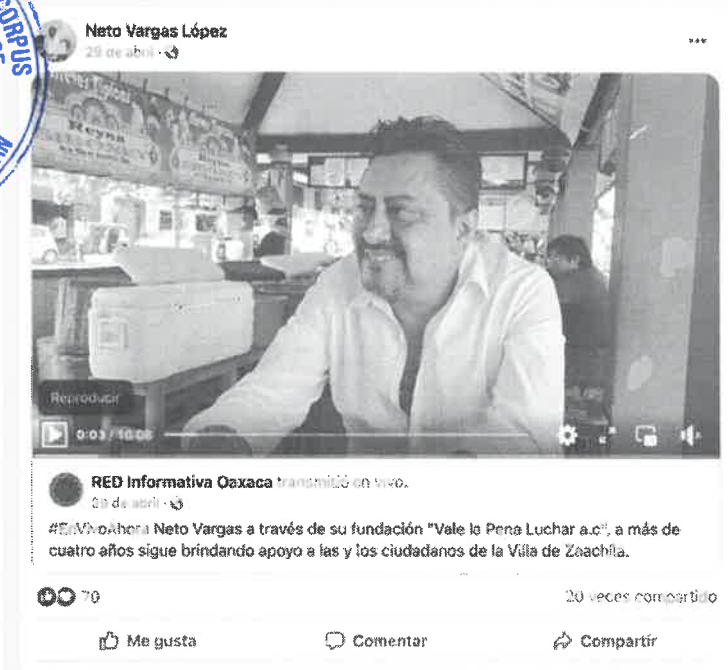 CORPUS
Neto Vargas López
29 de abril
Reyna
Reproducir
0:03 / 10:08
RED Informativa Oaxaca transmitió en vivo.
29 de abril
#EnVivoAhora Neto Vargas a través de su fundación "Vale la Pena Luchar a.c", a más de
cuatro años sigue brindando apoyo a las y los ciudadanos de la Villa de Zaachila.
70
20 veces compartido
Me gusta
Comentar
Compartir